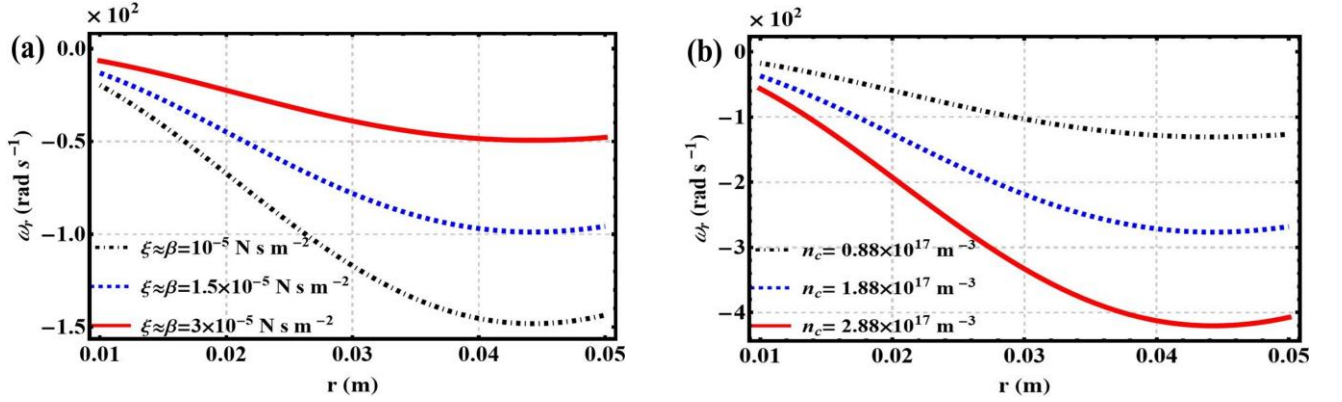 (a)
× 10²
0.0
−0.5
−1.0
−1.5
ωᵣ (rad s⁻¹)
ξ≈β=10⁻⁵ N s m⁻²
ξ≈β=1.5×10⁻⁵ N s m⁻²
ξ≈β=3×10⁻⁵ N s m⁻²
0.01 0.02 0.03 0.04 0.05
r (m)
(b)
× 10²
0
−1
−2
−3
−4
ωᵣ (rad s⁻¹)
n_c= 0.88×10¹⁷ m⁻³
n_c= 1.88×10¹⁷ m⁻³
n_c= 2.88×10¹⁷ m⁻³
0.01 0.02 0.03 0.04 0.05
r (m)